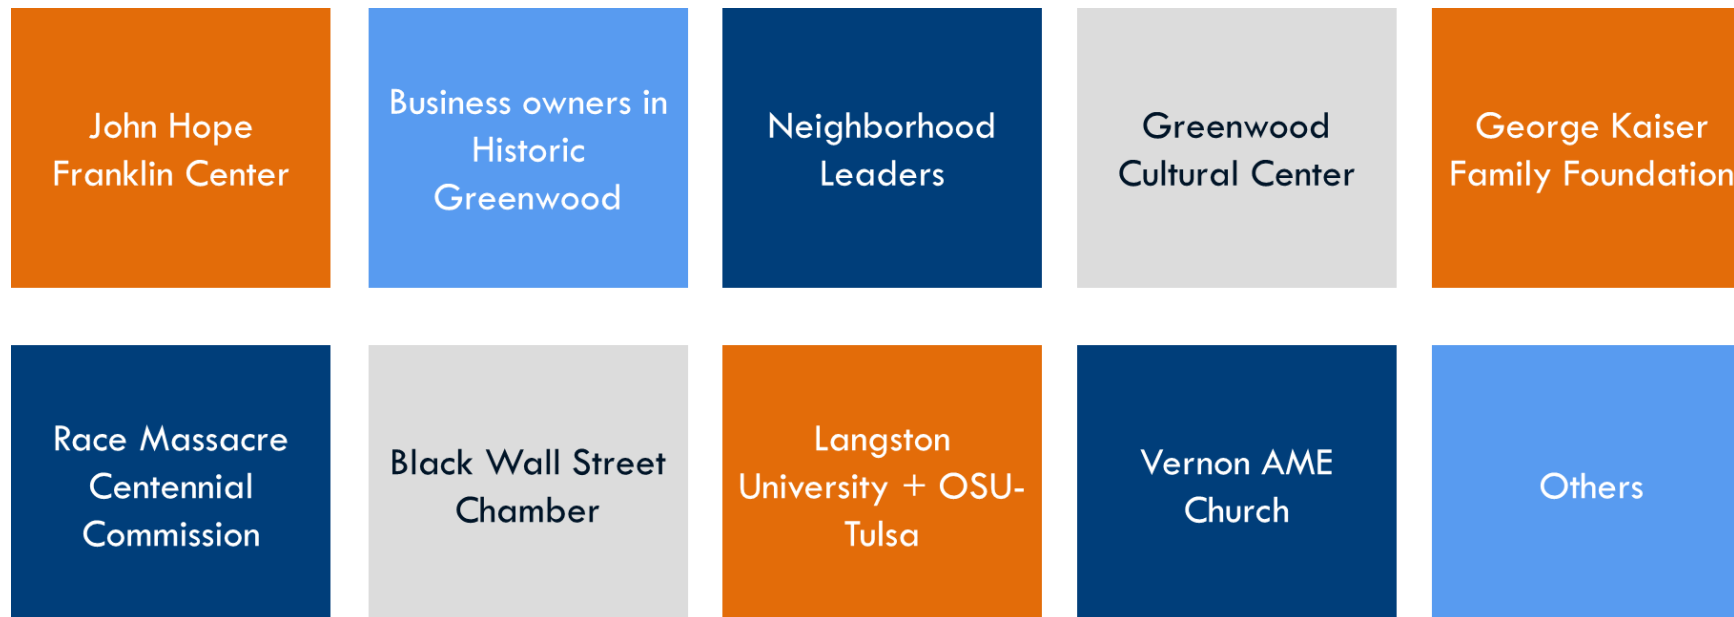 John Hope
Franklin Center
Business owners in
Historic
Greenwood
Neighborhood
Leaders
Greenwood
Cultural Center
George Kaiser
Family Foundation
Race Massacre
Centennial
Commission
Black Wall Street
Chamber
Langston
University + OSU-
Tulsa
Vernon AME
Church
Others